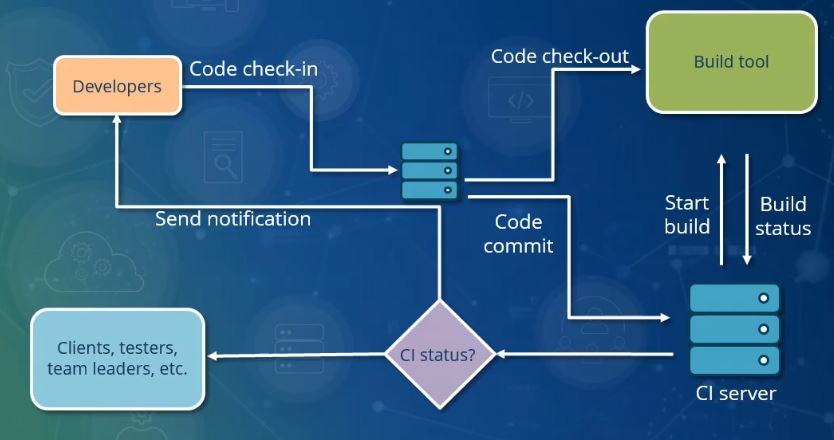 Code check-out
Build tool
Code check-in
Developers
Send notification
Code
commit
Start
build
Build
status
Clients, testers,
team leaders, etc.
CI status?
CI server